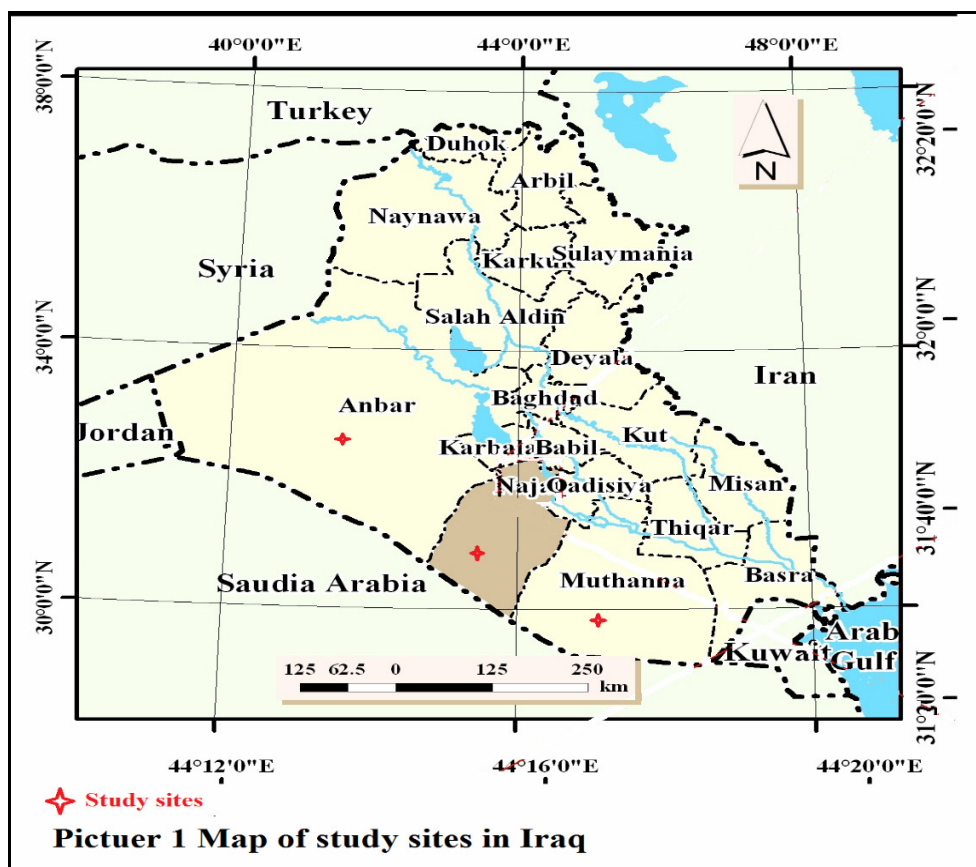 40°0'0"E 44°0'0"E 48°0'0"E
38°0'0"N
32°20'0"N
Turkey
Duhok
Arbil
N
Naynawa
Karkuk
Sulaymania
Syria
Salah Aldin
34°0'0"N
32°0'0"N
Deyala
Iran
Baghdad
Anbar
Jordan
Kut
Babil
Misan
Qadisiya
31°40'0"N
Thiqar
Saudia Arabia
Muthanna
Basra
30°0'0"N
Arab
Gulf
Kuwait
125 62.5 0 125 250
km
31°20'0"N
44°12'0"E 44°16'0"E 44°20'0"E
Study sites
Pictuer 1 Map of study sites in Iraq